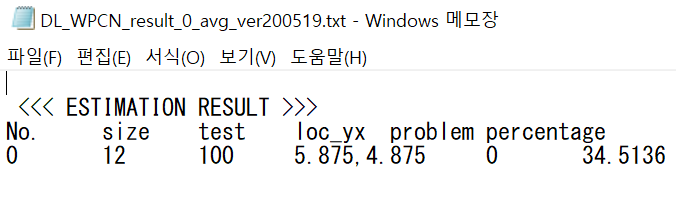 DL_WPCN_result_0_avg_ver200519.txt - Windows 메모장
파일(F) 편집(E) 서식(O) 보기(V) 도움말(H)
<<< ESTIMATION RESULT >>>
No. size test loc_yx problem percentage
0 12 100 5.875,4.875 0 34.5136